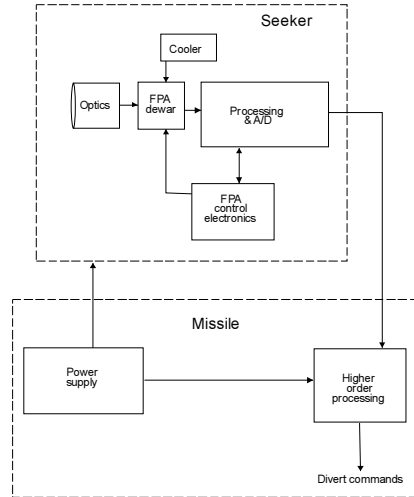 Seeker
Cooler
Optics
FPA
dewar
Processing
& A/D
FPA
control
electronics
Missile
Power
supply
Higher
order
processing
Divert commands